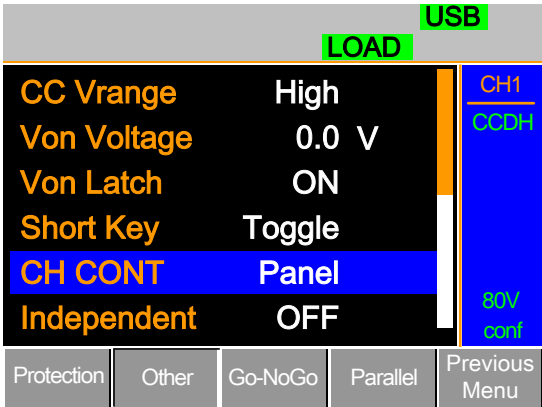 USB
LOAD
CC Vrange High
Von Voltage 0.0 V
Von Latch ON
Short Key Toggle
CH CONT Panel
Independent OFF
CH1
CCDH
80V
conf
Protection Other Go-NoGo Parallel Previous
Menu